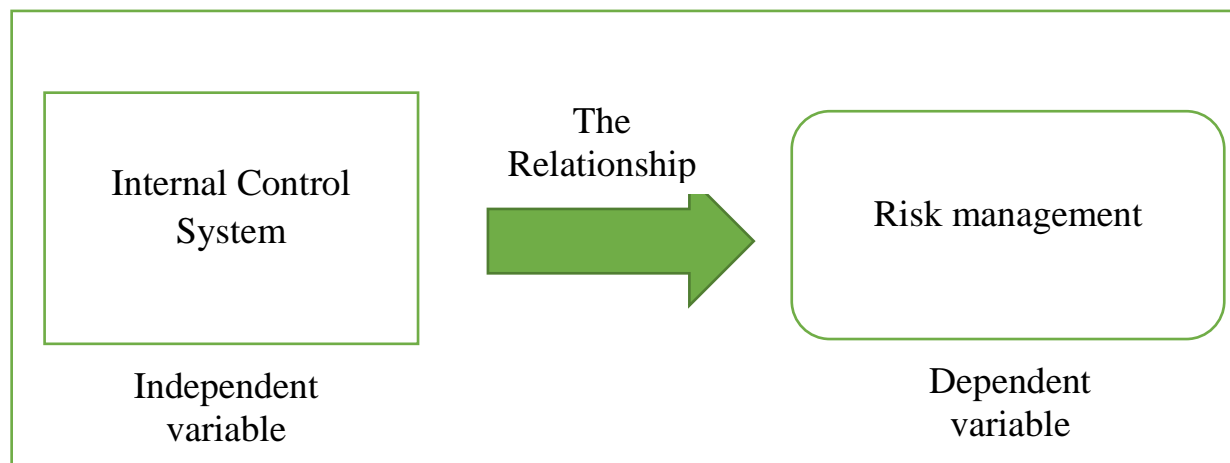 Internal Control
System
Independent
variable
The
Relationship
Risk management
Dependent
variable